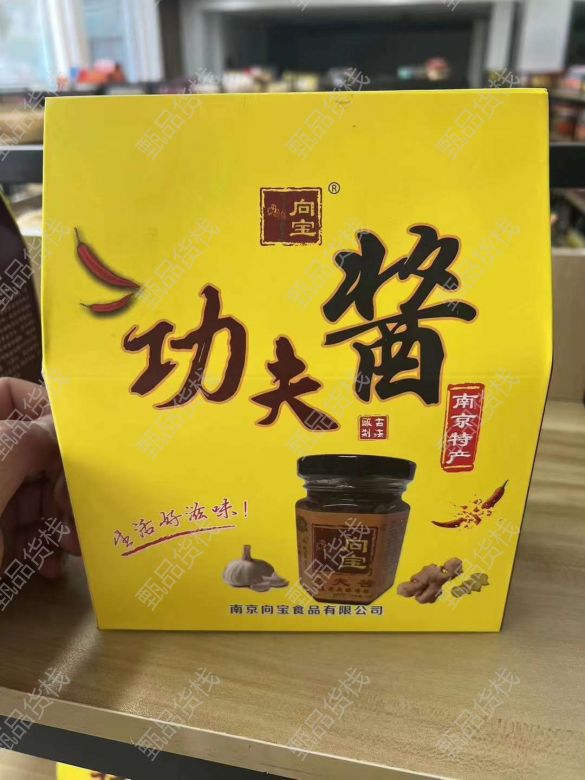 向宝
®
功夫酱
古法
酿制
南京特产
生活好滋味！
向
宝
南京向宝食品有限公司
甄品货栈